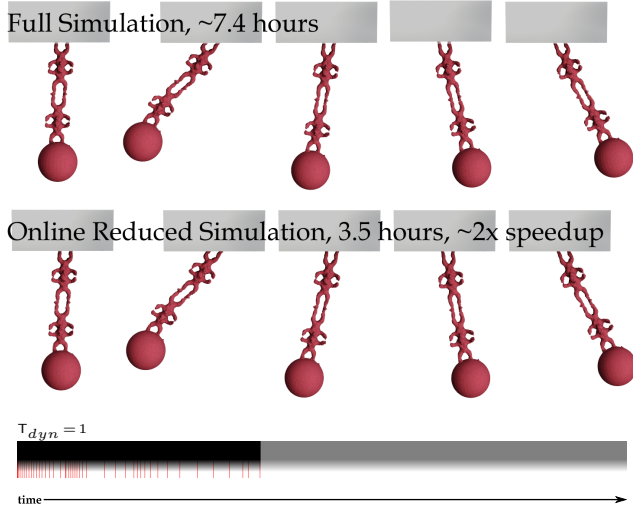 Full Simulation, ~7.4 hours
Online Reduced Simulation, 3.5 hours, ~2x speedup
T_dyn = 1
time